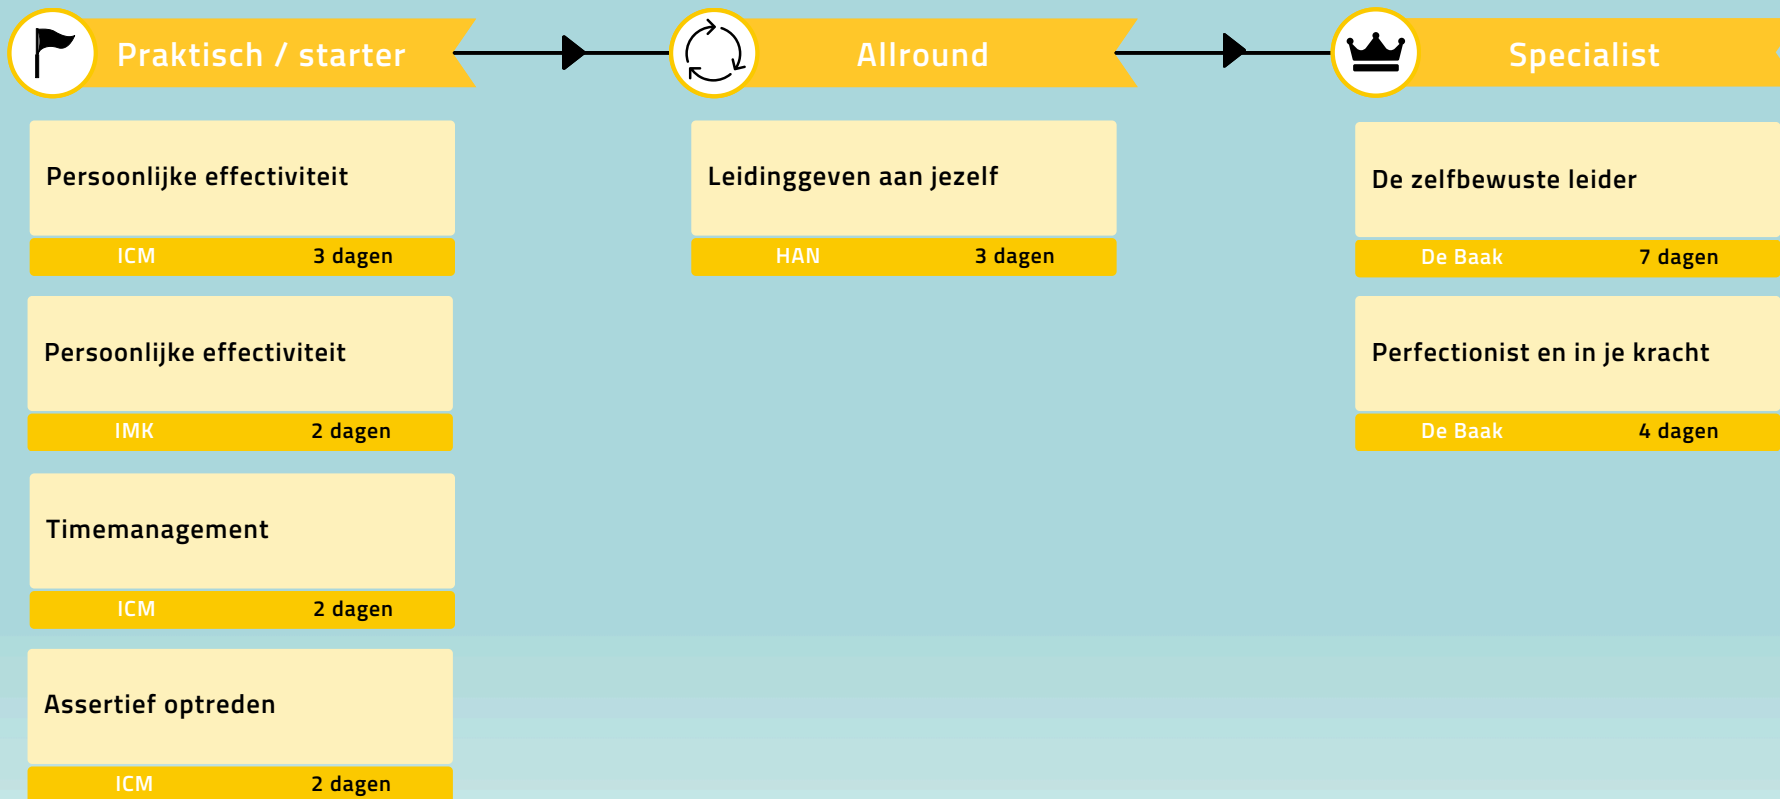 Praktisch / starter
Allround
Specialist
Persoonlijke effectiviteit
ICM 3 dagen
Persoonlijke effectiviteit
IMK 2 dagen
Timemanagement
ICM 2 dagen
Assertief optreden
ICM 2 dagen
Leidinggeven aan jezelf
HAN 3 dagen
De zelfbewuste leider
De Baak 7 dagen
Perfectionist en in je kracht
De Baak 4 dagen